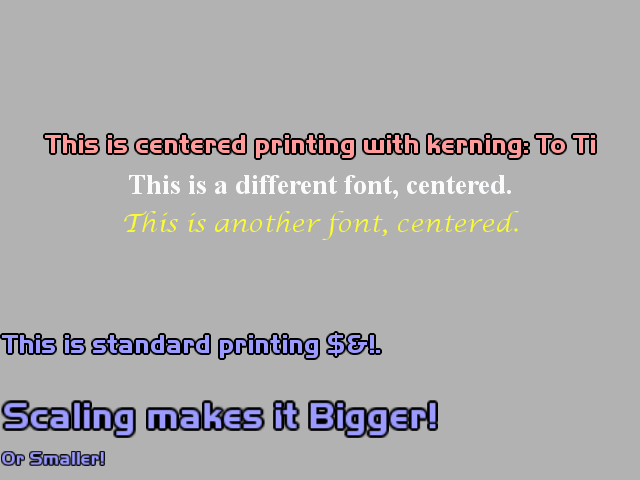 This is centered printing with kerning: To Ti
This is a different font, centered.
This is another font, centered.
This is standard printing $&!.
Scaling makes it Bigger!
Or Smaller!